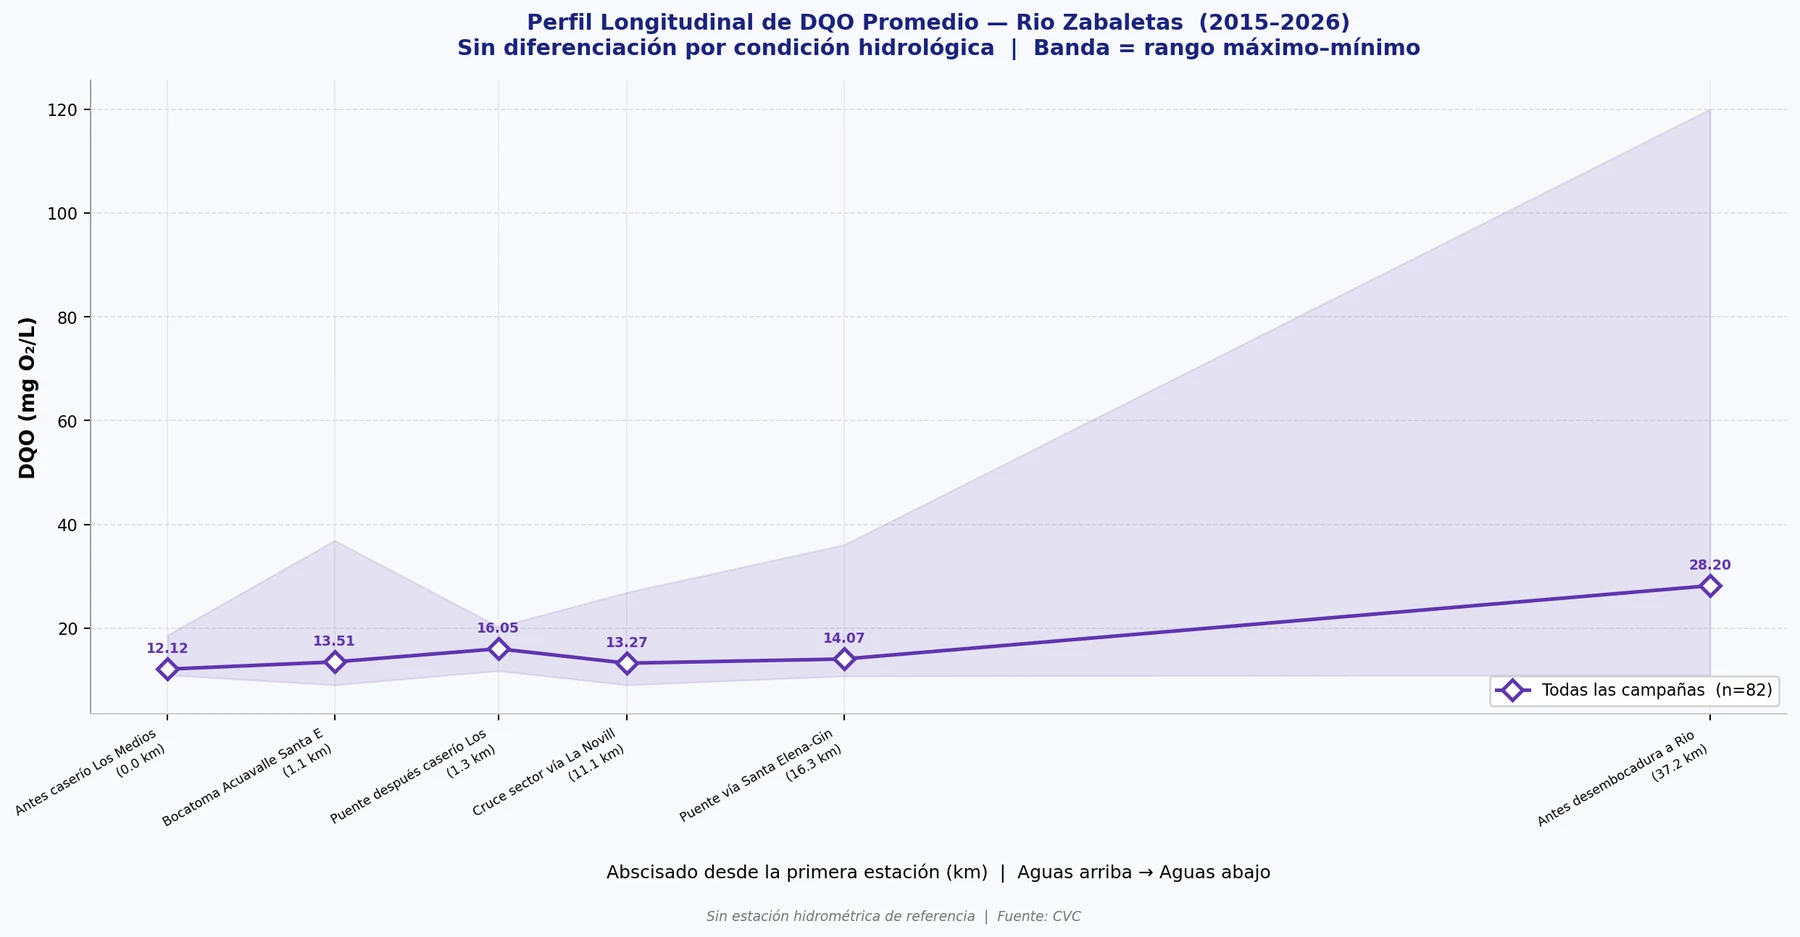 Perfil Longitudinal de DQO Promedio — Rio Zabaletas (2015–2026)
Sin diferenciación por condición hidrológica | Banda = rango máximo–mínimo
DQO (mg O₂/L)
120
100
80
60
40
20
12.12
13.51
16.05
13.27
14.07
28.20
Todas las campañas (n=82)
Antes caserío Los Medios
(0.0 km)
Bocatoma Acuavalle Santa E
(1.1 km)
Puente después caserío Los
(1.3 km)
Cruce sector vía La Novill
(11.1 km)
Puente vía Santa Elena-Gin
(16.3 km)
Antes desembocadura a Rio
(37.2 km)
Abscisado desde la primera estación (km) | Aguas arriba → Aguas abajo
Sin estación hidrométrica de referencia | Fuente: CVC